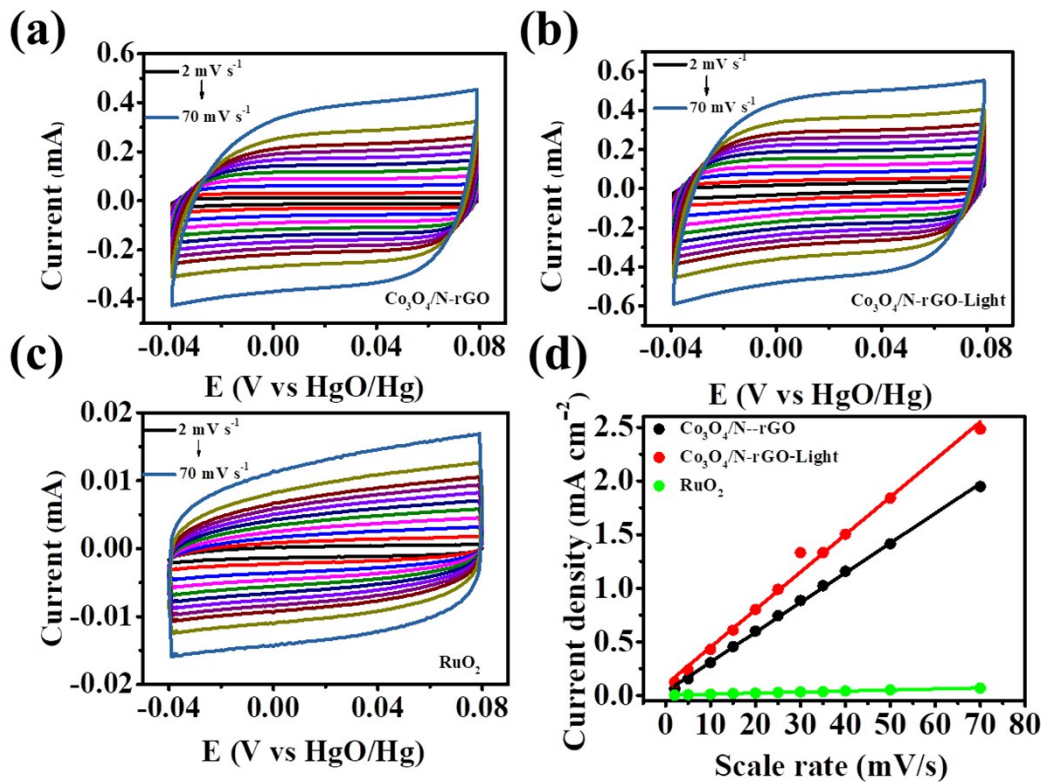 (a)
0.6
0.4
0.2
0.0
-0.2
-0.4
Current (mA)
2 mV s⁻¹
70 mV s⁻¹
Co₃O₄/N-rGO
-0.04 0.00 0.04 0.08
E (V vs HgO/Hg)
(b)
0.6
0.4
0.2
0.0
-0.2
-0.4
-0.6
Current (mA)
2 mV s⁻¹
70 mV s⁻¹
Co₃O₄/N-rGO-Light
-0.04 0.00 0.04 0.08
E (V vs HgO/Hg)
(c)
0.02
0.01
0.00
-0.01
-0.02
Current (mA)
2 mV s⁻¹
70 mV s⁻¹
RuO₂
-0.04 0.00 0.04 0.08
E (V vs HgO/Hg)
(d)
2.5
2.0
1.5
1.0
0.5
0.0
Current density (mA cm⁻²)
Co₃O₄/N--rGO
Co₃O₄/N-rGO-Light
RuO₂
0 10 20 30 40 50 60 70 80
Scale rate (mV/s)